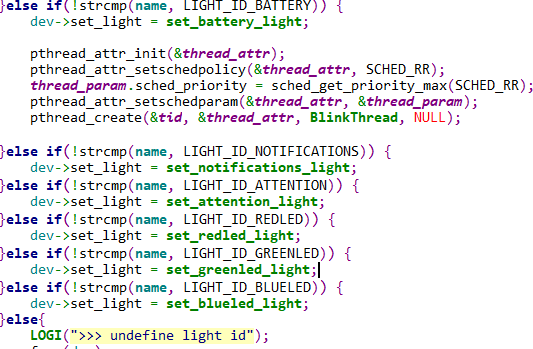 }else if(!strcmp(name, LIGHT_ID_BATTERY)) {
dev->set_light = set_battery_light;
pthread_attr_init(&thread_attr);
pthread_attr_setschedpolicy(&thread_attr, SCHED_RR);
thread_param.sched_priority = sched_get_priority_max(SCHED_RR);
pthread_attr_setschedparam(&thread_attr, &thread_param);
pthread_create(&tid, &thread_attr, BlinkThread, NULL);
}else if(!strcmp(name, LIGHT_ID_NOTIFICATIONS)) {
dev->set_light = set_notifications_light;
}else if(!strcmp(name, LIGHT_ID_ATTENTION)) {
dev->set_light = set_attention_light;
}else if(!strcmp(name, LIGHT_ID_REDLED)) {
dev->set_light = set_redled_light;
}else if(!strcmp(name, LIGHT_ID_GREENLED)) {
dev->set_light = set_greenled_light;
}else if(!strcmp(name, LIGHT_ID_BLUELED)) {
dev->set_light = set_blueled_light;
}else{
LOGI(">>> undefine light id");